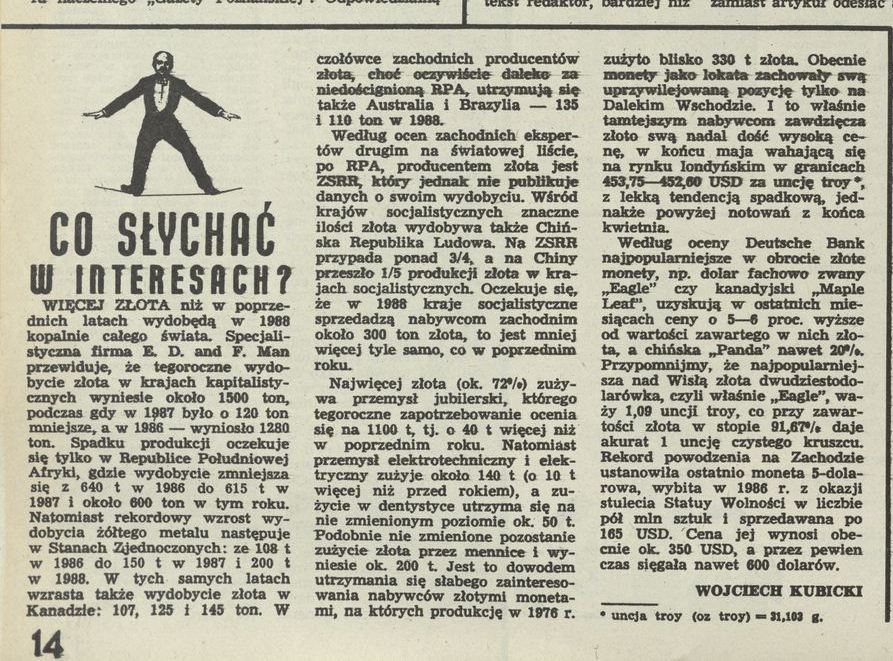 CO SŁYCHAĆ
W INTERESACH?
WIĘCEJ ZŁOTA niż w poprze-
dnich latach wydobędą w 1988
kopalnie całego świata. Specjali-
styczna firma E. D. and F. Man
przewiduje, że tegoroczne wydo-
bycie złota w krajach kapitalisty-
cznych wyniesie około 1500 ton,
podczas gdy w 1987 było o 120 ton
mniejsze, a w 1986 — wyniosło 1280
ton. Spadku produkcji oczekuje
się tylko w Republice Południowej
Afryki, gdzie wydobycie zmniejsza
się z 640 t w 1986 do 615 t w
1987 i około 600 ton w tym roku.
Natomiast rekordowy wzrost wy-
dobycia żółtego metalu następuje
w Stanach Zjednoczonych: ze 108 t
w 1986 do 150 t w 1987 i 200 t
w 1988. W tych samych latach
wzrasta także wydobycie złota w
Kanadzie: 107, 125 i 145 ton. W
czołówce zachodnich producentów
złota, choć oczywiście daleko za
niedoścignioną RPA, utrzymują się
także Australia i Brazylia — 135
i 110 ton w 1988.
Według ocen zachodnich eksper-
tów drugim na światowej liście,
po RPA, producentem złota jest
ZSRR, który jednak nie publikuje
danych o swoim wydobyciu. Wśród
krajów socjalistycznych znaczne
ilości złota wydobywa także Chiń-
ska Republika Ludowa. Na ZSRR
przypada ponad 3/4, a na Chiny
przeszło 1/5 produkcji złota w kra-
jach socjalistycznych. Oczekuje się,
że w 1988 kraje socjalistyczne
sprzedadzą nabywcom zachodnim
około 300 ton złota, to jest mniej
więcej tyle samo, co w poprzednim
roku.
Najwięcej złota (ok. 72%) zuży-
wa przemysł jubilerski, którego
tegoroczne zapotrzebowanie ocenia
się na 1100 t, tj. o 40 t więcej niż
w poprzednim roku. Natomiast
przemysł elektrotechniczny i elek-
tryczny zużyje około 140 t (o 10 t
więcej niż przed rokiem), a zu-
życie w dentystyce utrzyma się na
nie zmienionym poziomie ok. 50 t.
Podobnie nie zmienione pozostanie
zużycie złota przez mennice i wy-
niesie ok. 200 t. Jest to dowodem
utrzymania się słabego zaintereso-
wania nabywców złotymi moneta-
mi, na których produkcję w 1976 r.
zużyto blisko 330 t złota. Obecnie
monety jako lokata zachowały swą
uprzywilejowaną pozycję tylko na
Dalekim Wschodzie. I to właśnie
tamtejszym nabywcom zawdzięcza
złoto swą nadal dość wysoką ce-
nę, w końcu maja wahającą się
na rynku londyńskim w granicach
453,75—452,60 USD za uncję troy*,
z lekką tendencją spadkową, jed-
nakże powyżej notowań z końca
kwietnia.
Według oceny Deutsche Bank
najpopularniejsze w obrocie złote
monety, np. dolar fachowo zwany
„Eagle” czy kanadyjski „Maple
Leaf”, uzyskują w ostatnich mie-
siącach ceny o 5—6 proc. wyższe
od wartości zawartego w nich zło-
ta, a chińska „Panda” nawet 20%.
Przypomnijmy, że najpopularniej-
sza nad Wisłą złota dwudziestodo-
larówka, czyli właśnie „Eagle”, wa-
ży 1,09 uncji troy, co przy zawar-
tości złota w stopie 91,67% daje
akurat 1 uncję czystego kruszcu.
Rekord powodzenia na Zachodzie
ustanowiła ostatnio moneta 5-dola-
rowa, wybita w 1986 r. z okazji
stulecia Statuy Wolności w liczbie
pół mln sztuk i sprzedawana po
165 USD. Cena jej wynosi obe-
cnie ok. 350 USD, a przez pewien
czas sięgała nawet 600 dolarów.
WOJCIECH KUBICKI
* uncja troy (oz troy) = 31,103 g.
14